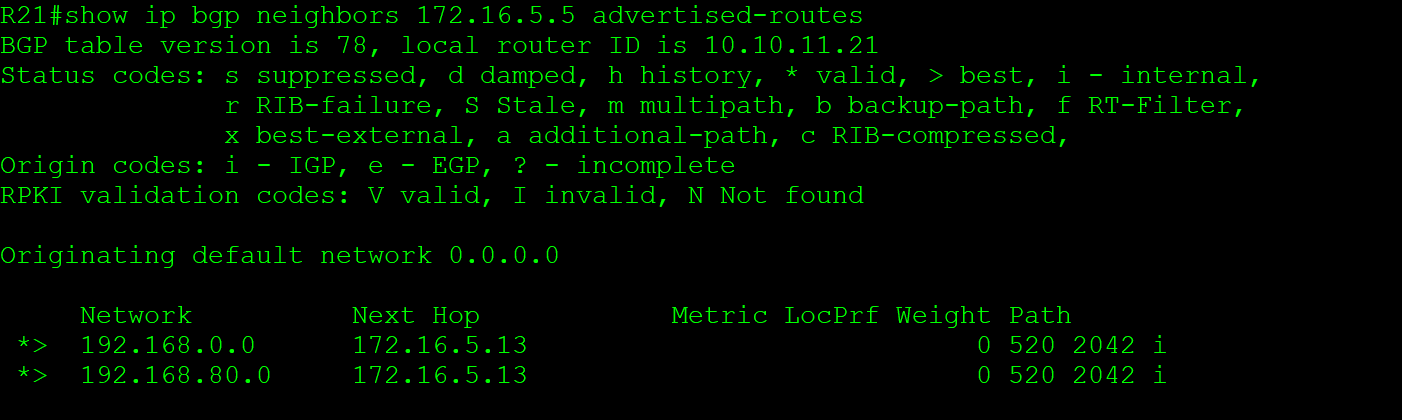 R21#show ip bgp neighbors 172.16.5.5 advertised-routes
BGP table version is 78, local router ID is 10.10.11.21
Status codes: s suppressed, d damped, h history, * valid, > best, i - internal,
              r RIB-failure, S Stale, m multipath, b backup-path, f RT-Filter,
              x best-external, a additional-path, c RIB-compressed,
Origin codes: i - IGP, e - EGP, ? - incomplete
RPKI validation codes: V valid, I invalid, N Not found

Originating default network 0.0.0.0

     Network          Next Hop            Metric LocPrf Weight Path
 *>  192.168.0.0      172.16.5.13                            0 520 2042 i
 *>  192.168.80.0     172.16.5.13                            0 520 2042 i